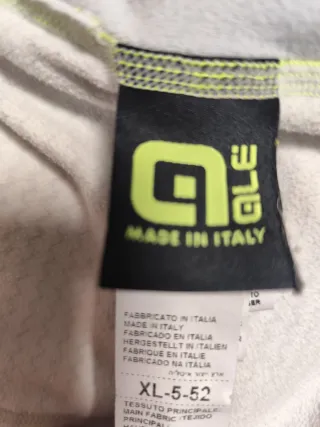 ALÉ
MADE IN ITALY
FABBRICATO IN ITALIA
MADE IN ITALY
FABRICADO EN ITALIA
HERGESTELLT IN ITALIEN
FABRIQUE EN ITALIE
FABRICADO NA ITÁLIA
XL-5-52
TESSUTO PRINCIPALE
MAIN FABRIC